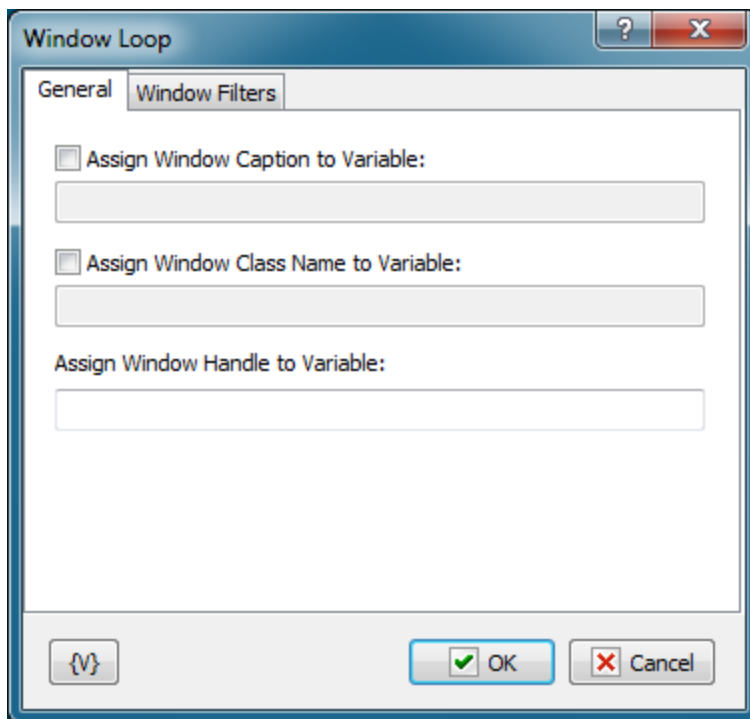 Window Loop
?
X
General
Window Filters
Assign Window Caption to Variable:
Assign Window Class Name to Variable:
Assign Window Handle to Variable:
{V}
OK
Cancel